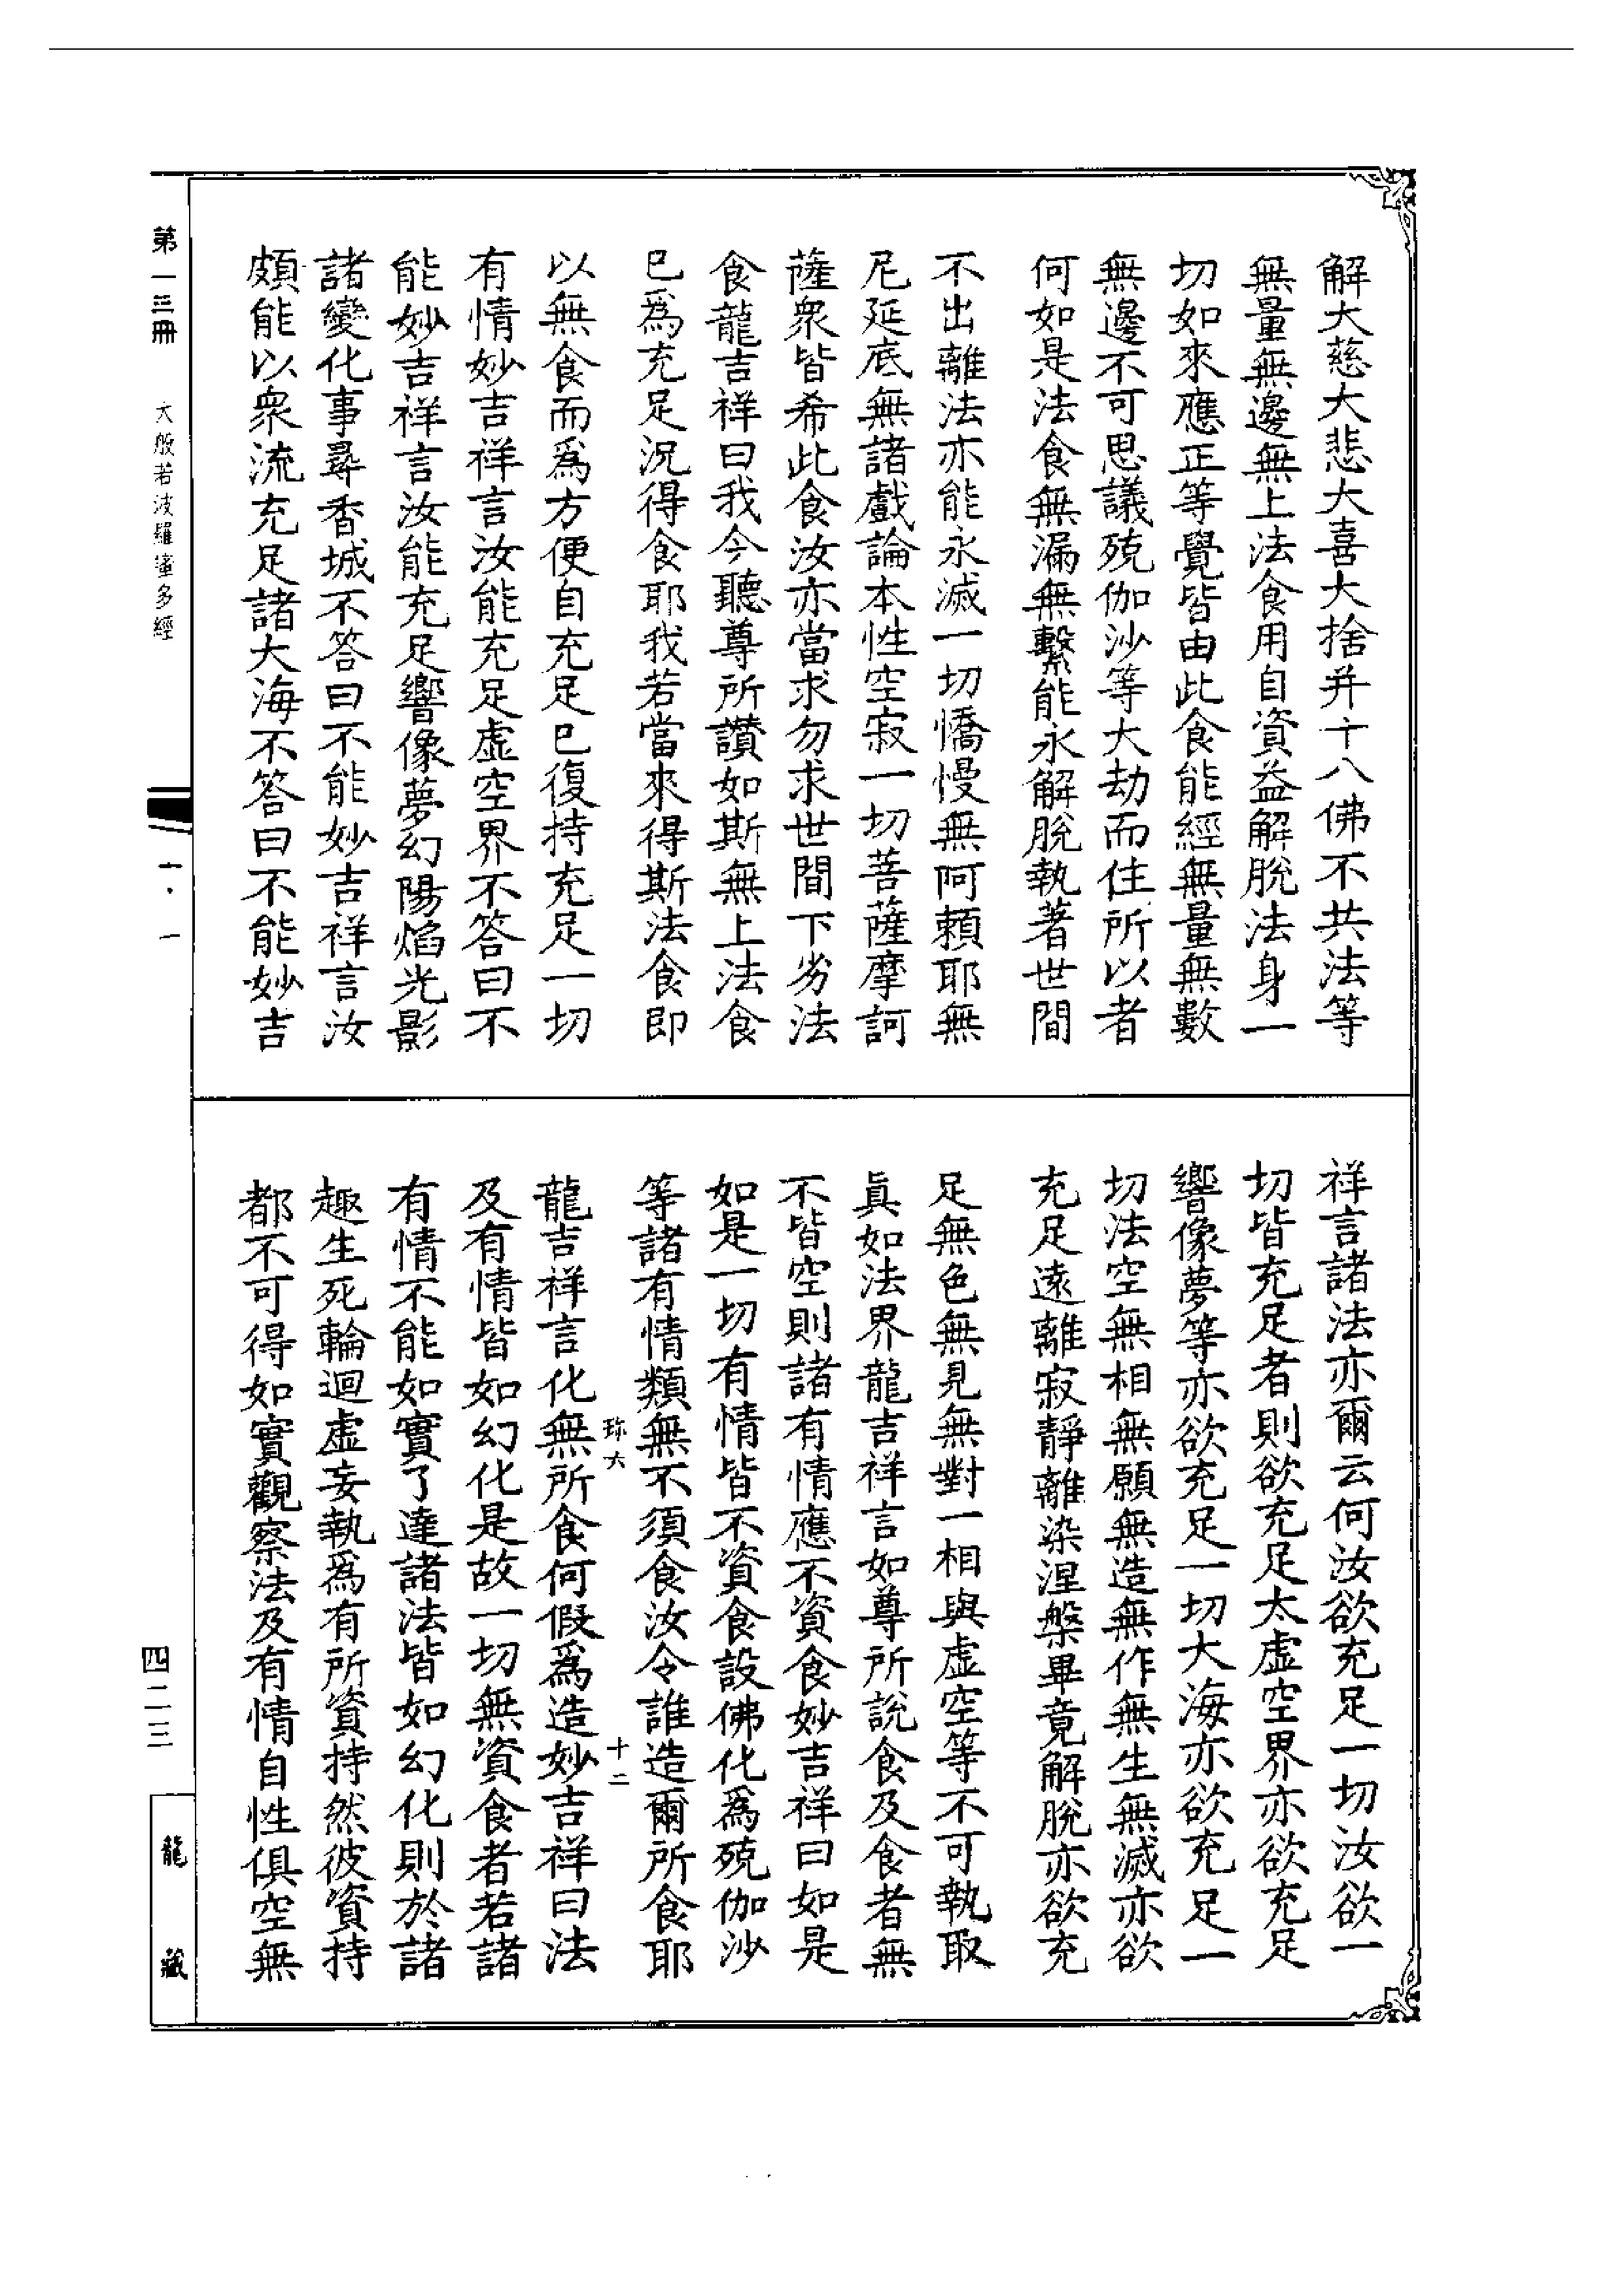 解大慈大悲大喜大捨并十八佛不共法等
無量無邊無上法食用自資益解脫法身一
切如來應正等覺皆由此食能經無量無數
無邊不可思議殑伽沙等大劫而住所以者
何如是法食無漏無繫能永解脫執著世間
不出離法亦能永滅一切憍慢無阿賴耶無
尼延底無諸戲論本性空寂一切菩薩摩訶
薩衆皆希此食汝亦當求勿求世間下劣法
食龍吉祥曰我今聽尊所讚如斯無上法食
已爲充足況得食耶我若當來得斯法食即
以無食而爲方便自充足已復持充足一切
有情妙吉祥言汝能充足虛空界不答曰不
能妙吉祥言汝能充足響像夢幻陽焰光影
諸變化事尋香城不答曰不能妙吉祥言汝
頗能以衆流充足諸大海不答曰不能妙吉
祥言諸法亦爾云何汝欲充足一切汝欲一
切皆充足者則欲充足太虛空界亦欲充足
響像夢等亦欲充足一切大海亦欲充足一
切法空無相無願無造無作無生無滅亦欲
充足遠離寂靜離染涅槃畢竟解脫亦欲充
足無色無見無對一相與虛空等不可執取
眞如法界龍吉祥言如尊所說食及食者無
不皆空則諸有情應不資食妙吉祥曰如是
如是一切有情皆不資食設佛化爲殑伽沙
等諸有情類無不須食汝令誰造爾所食耶
珎六 十二
龍吉祥言化無所食何假爲造妙吉祥曰法
及有情皆如幻化是故一切無資食者若諸
有情不能如實了達諸法皆如幻化則於諸
趣生死輪迴虛妄執爲有所資持然彼資持
都不可得如實觀察法及有情自性俱空無
第一三冊 大般若波羅蜜多經 一·一 四二三 龍藏